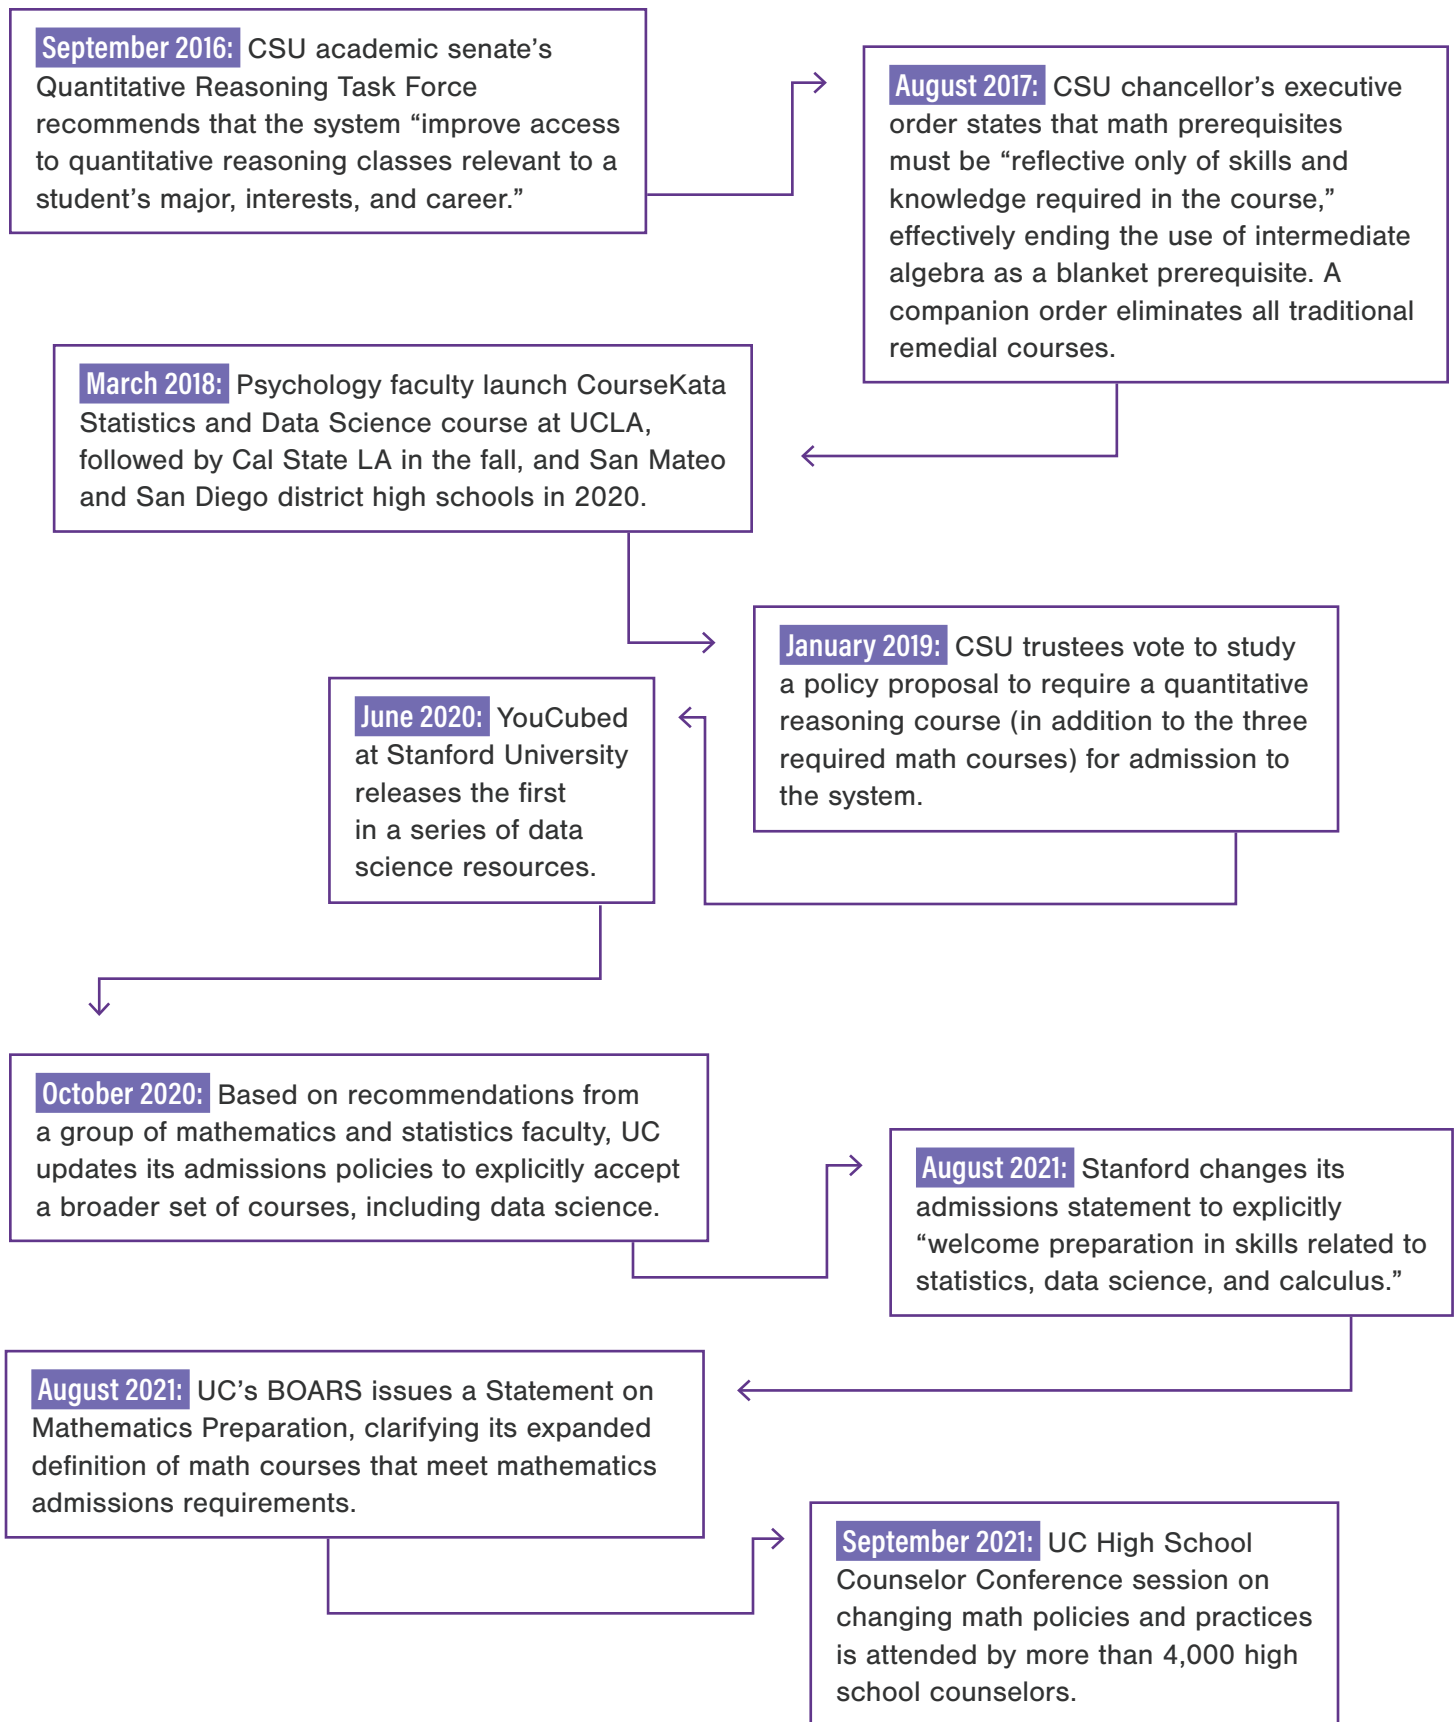 September 2016: CSU academic senate’s
Quantitative Reasoning Task Force
recommends that the system “improve access
to quantitative reasoning classes relevant to a
student’s major, interests, and career.”
August 2017: CSU chancellor’s executive
order states that math prerequisites
must be “reflective only of skills and
knowledge required in the course,”
effectively ending the use of intermediate
algebra as a blanket prerequisite. A
companion order eliminates all traditional
remedial courses.
March 2018: Psychology faculty launch CourseKata
Statistics and Data Science course at UCLA,
followed by Cal State LA in the fall, and San Mateo
and San Diego district high schools in 2020.
January 2019: CSU trustees vote to study
a policy proposal to require a quantitative
reasoning course (in addition to the three
required math courses) for admission to
the system.
June 2020: YouCubed
at Stanford University
releases the first
in a series of data
science resources.
October 2020: Based on recommendations from
a group of mathematics and statistics faculty, UC
updates its admissions policies to explicitly accept
a broader set of courses, including data science.
August 2021: Stanford changes its
admissions statement to explicitly
“welcome preparation in skills related to
statistics, data science, and calculus.”
August 2021: UC’s BOARS issues a Statement on
Mathematics Preparation, clarifying its expanded
definition of math courses that meet mathematics
admissions requirements.
September 2021: UC High School
Counselor Conference session on
changing math policies and practices
is attended by more than 4,000 high
school counselors.